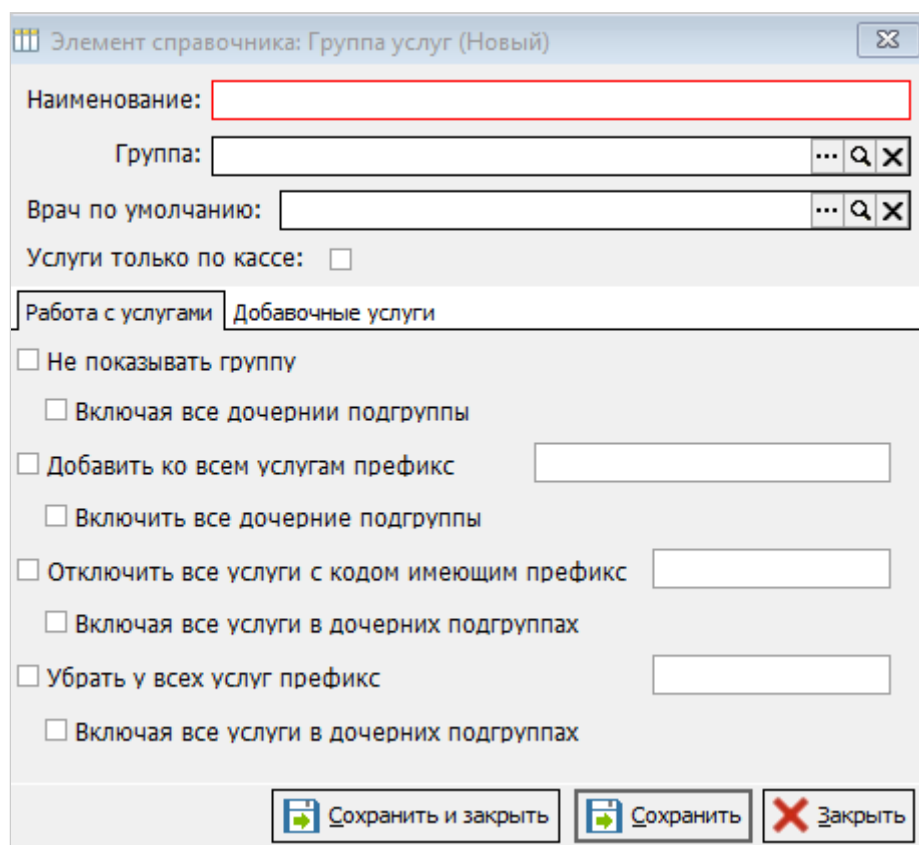 Элемент справочника: Группа услуг (Новый)
Наименование:
Группа:
Врач по умолчанию:
Услуги только по кассе:
Работа с услугами Добавочные услуги
Не показывать группу
Включая все дочернии подгруппы
Добавить ко всем услугам префикс
Включить все дочерние подгруппы
Отключить все услуги с кодом имеющим префикс
Включая все услуги в дочерних подгруппах
Убрать у всех услуг префикс
Включая все услуги в дочерних подгруппах
Сохранить и закрыть Сохранить Закрыть